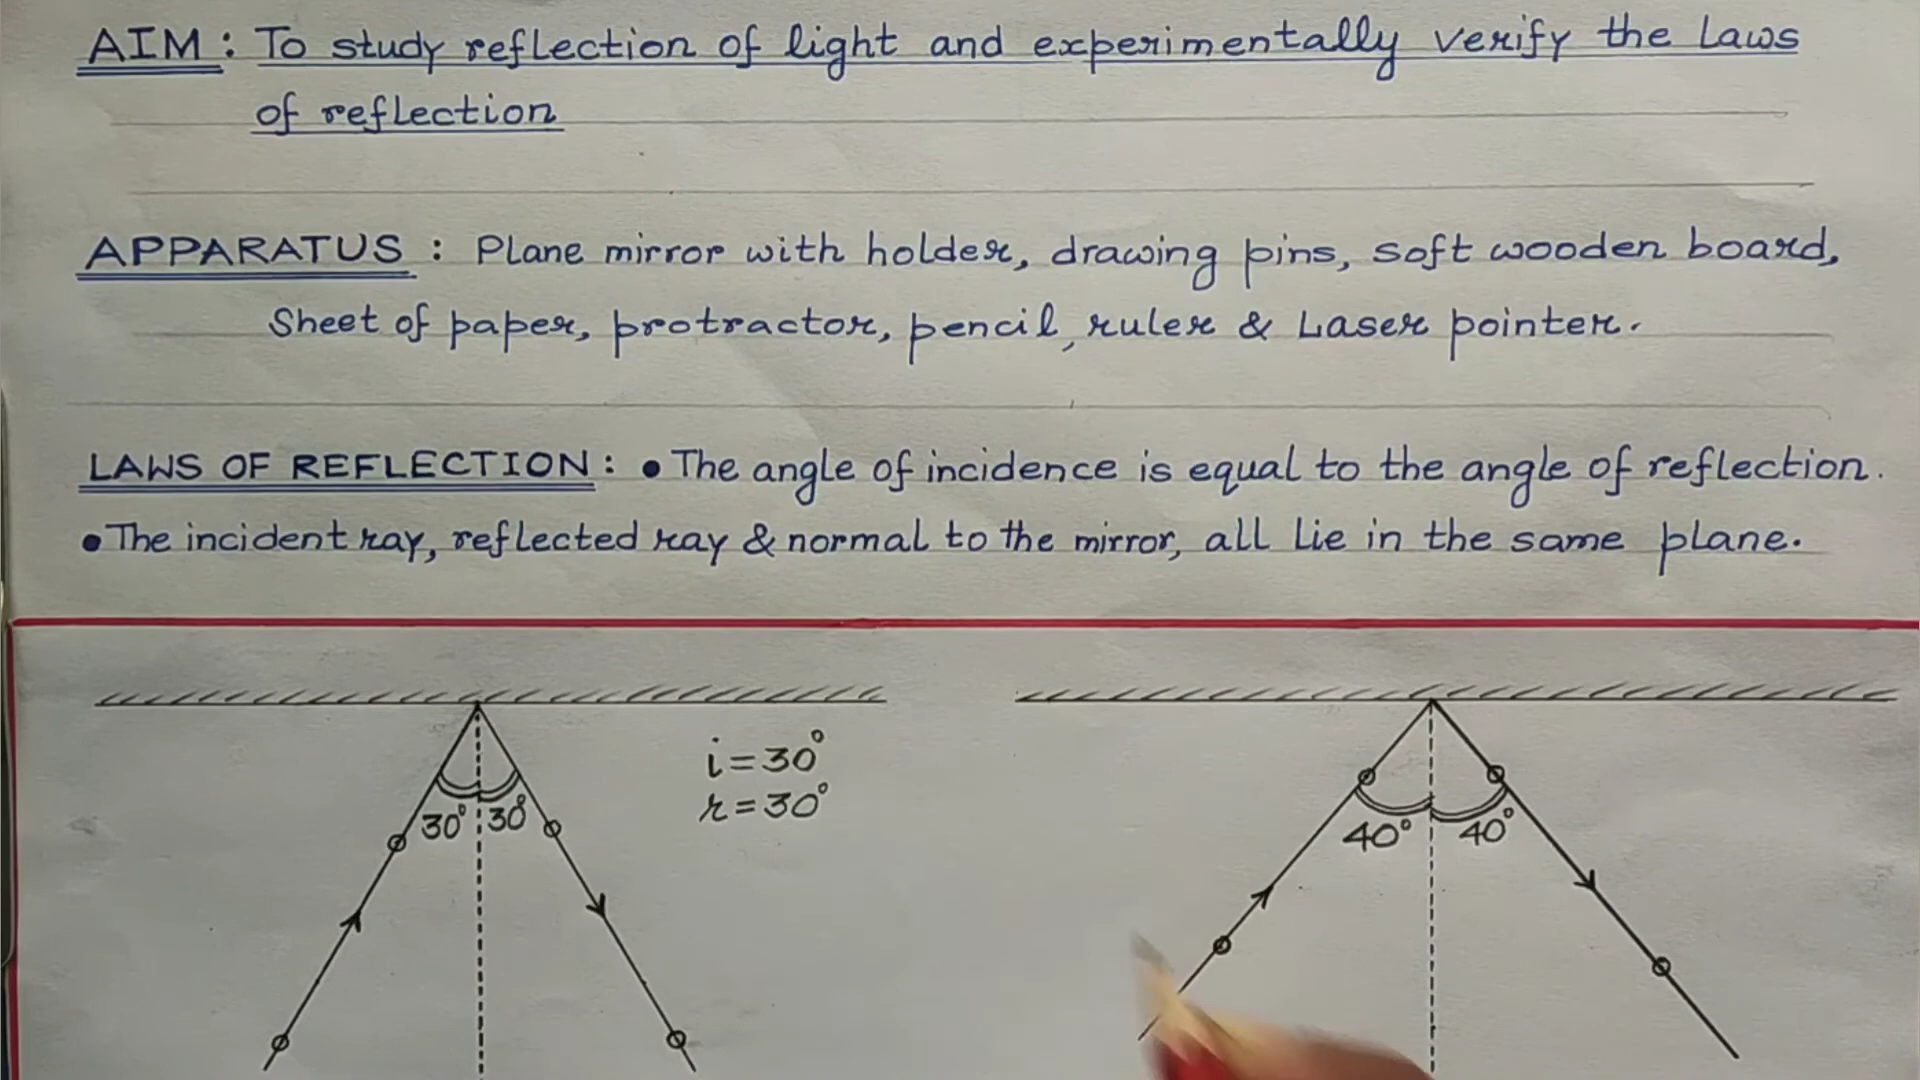 AIM: To study reflection of light and experimentally verify the laws
of reflection
APPARATUS: Plane mirror with holder, drawing pins, soft wooden board,
Sheet of paper, protractor, pencil, ruler & Laser pointer.
LAWS OF REFLECTION: • The angle of incidence is equal to the angle of reflection.
• The incident ray, reflected ray & normal to the mirror, all lie in the same plane.
i = 30°
r = 30°
30° 30°
40° 40°